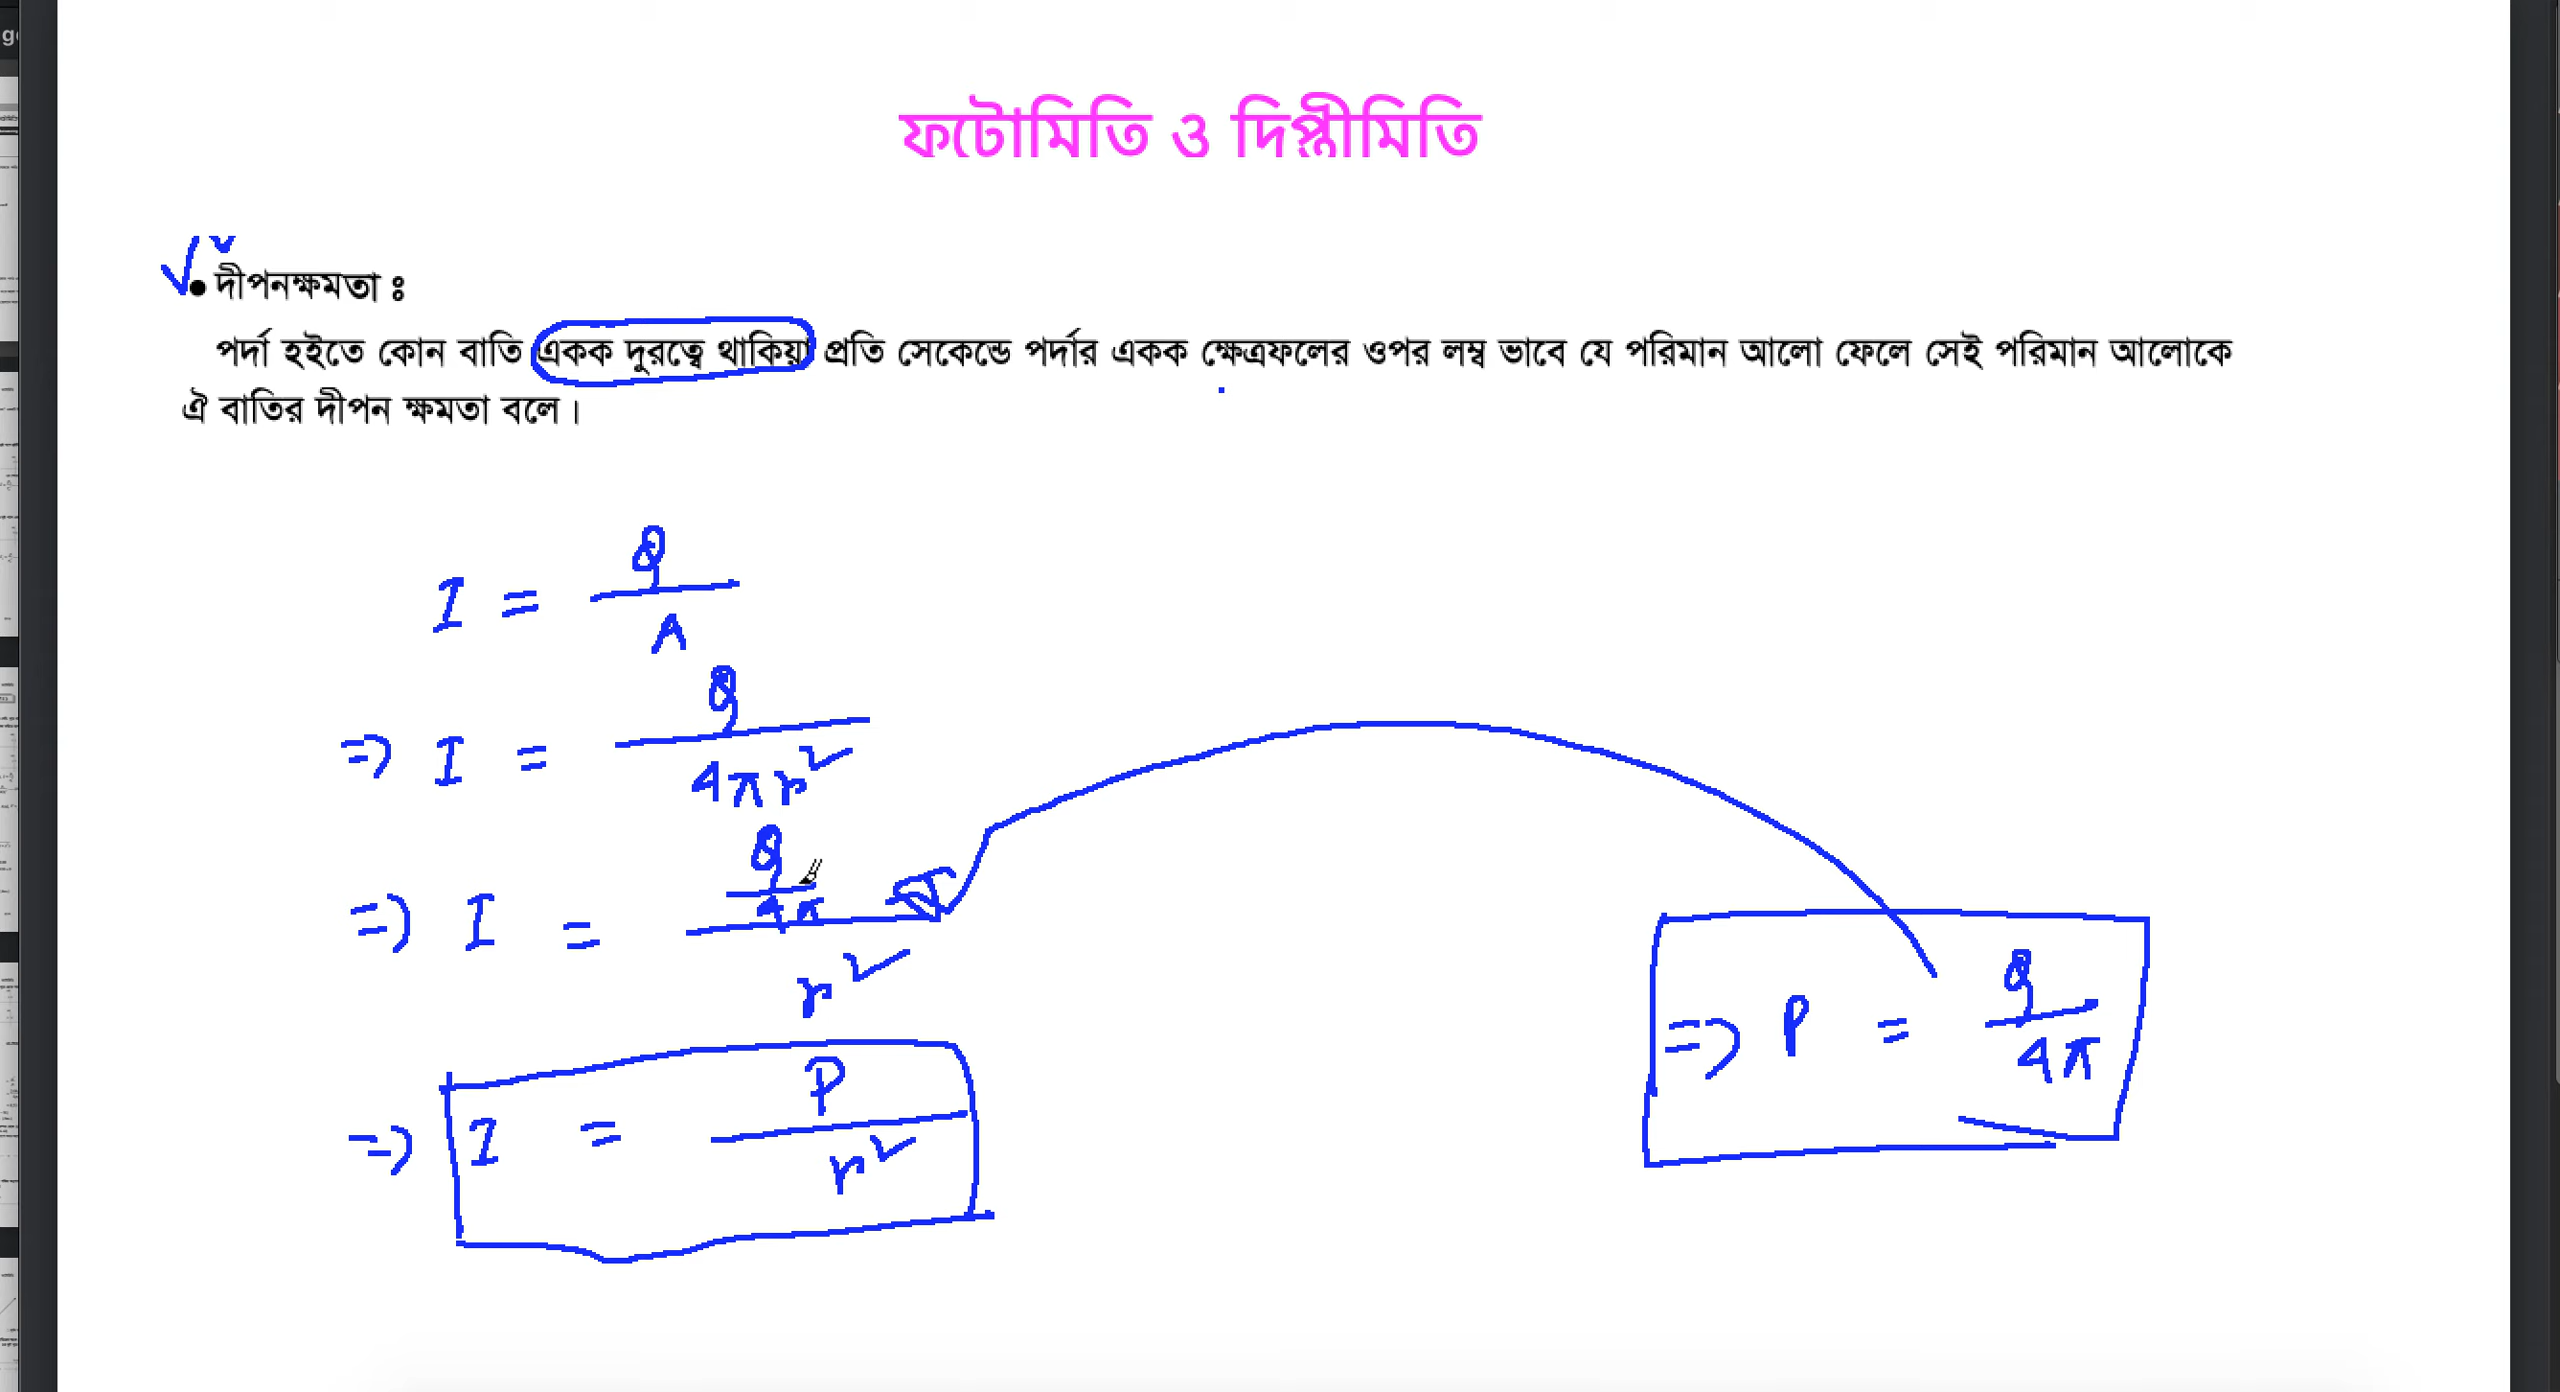 ফটোমিতি ও দিপ্তীমিতি
• দীপনক্ষমতা ঃ
পর্দা হইতে কোন বাতি একক দূরত্বে থাকিয়া প্রতি সেকেন্ডে পর্দার একক ক্ষেত্রফলের ওপর লম্ব ভাবে যে পরিমান আলো ফেলে সেই পরিমান আলোকে
ঐ বাতির দীপন ক্ষমতা বলে।
I = Q/A
⇒ I = Q/4πr²
⇒ I = (Q/4π)/r²
⇒ P = Q/4π
⇒ I = P/r²